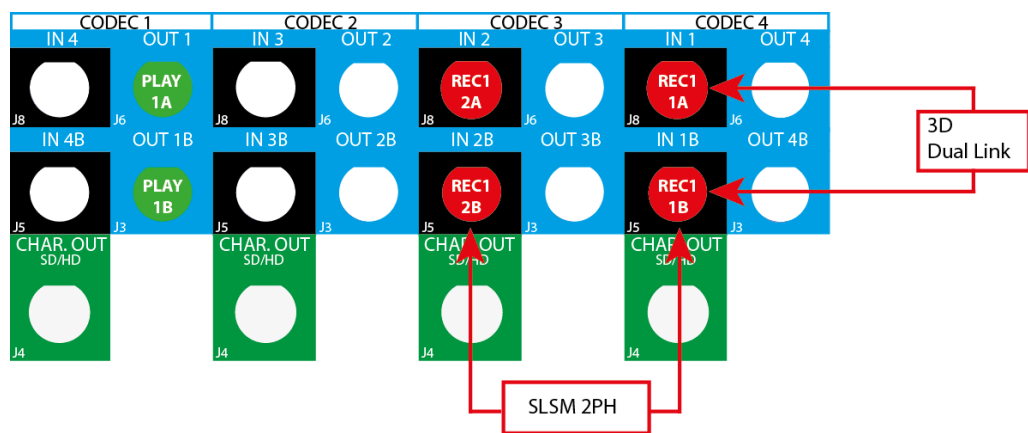 CODEC 1 CODEC 2 CODEC 3 CODEC 4
IN 4 OUT 1 IN 3 OUT 2 IN 2 OUT 3 IN 1 OUT 4
PLAY REC1 REC1
1A 2A 1A
J8 J6 J8 J6 J8 J6 J8 J6
3D
Dual Link
IN 4B OUT 1B IN 3B OUT 2B IN 2B OUT 3B IN 1B OUT 4B
PLAY REC1 REC1
1B 2B 1B
J5 J3 J5 J3 J5 J3 J5 J3
CHAR. OUT CHAR. OUT CHAR. OUT CHAR. OUT
SD/HD SD/HD SD/HD SD/HD
J4 J4 J4 J4
SLSM 2PH